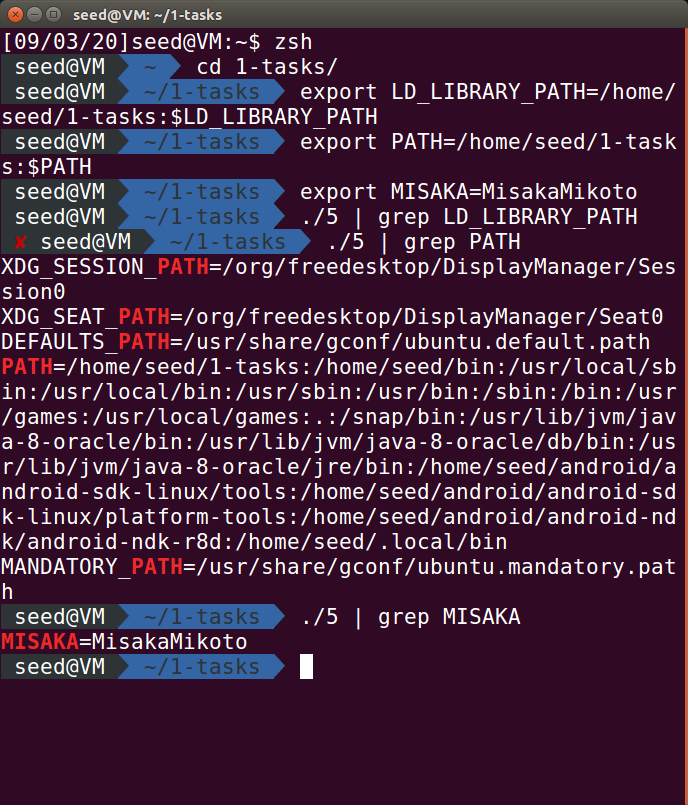 seed@VM: ~/1-tasks
[09/03/20]seed@VM:~$ zsh
seed@VM ~ cd 1-tasks/
seed@VM ~/1-tasks export LD_LIBRARY_PATH=/home/
seed/1-tasks:$LD_LIBRARY_PATH
seed@VM ~/1-tasks export PATH=/home/seed/1-task
s:$PATH
seed@VM ~/1-tasks export MISAKA=MisakaMikoto
seed@VM ~/1-tasks ./5 | grep LD_LIBRARY_PATH
✘ seed@VM ~/1-tasks ./5 | grep PATH
XDG_SESSION_PATH=/org/freedesktop/DisplayManager/Ses
sion0
XDG_SEAT_PATH=/org/freedesktop/DisplayManager/Seat0
DEFAULTS_PATH=/usr/share/gconf/ubuntu.default.path
PATH=/home/seed/1-tasks:/home/seed/bin:/usr/local/sb
in:/usr/local/bin:/usr/sbin:/usr/bin:/sbin:/bin:/usr
/games:/usr/local/games:.:/snap/bin:/usr/lib/jvm/jav
a-8-oracle/bin:/usr/lib/jvm/java-8-oracle/db/bin:/us
r/lib/jvm/java-8-oracle/jre/bin:/home/seed/android/a
ndroid-sdk-linux/tools:/home/seed/android/android-sd
k-linux/platform-tools:/home/seed/android/android-nd
k/android-ndk-r8d:/home/seed/.local/bin
MANDATORY_PATH=/usr/share/gconf/ubuntu.mandatory.pat
h
seed@VM ~/1-tasks ./5 | grep MISAKA
MISAKA=MisakaMikoto
seed@VM ~/1-tasks